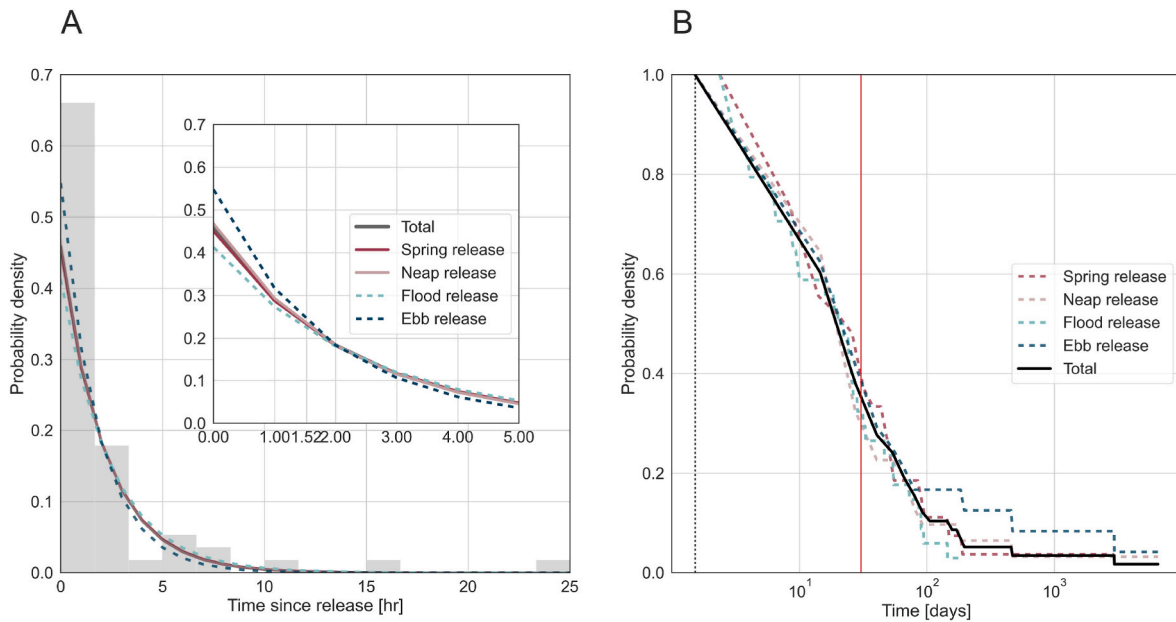 A
B
0.7
0.6
0.5
0.4
0.3
0.2
0.1
0.0
Probability density
0 5 10 15 20 25
Time since release [hr]
0.7
0.6
0.5
0.4
0.3
0.2
0.1
0.0
0.00 1.00 1.52 2.00 3.00 4.00 5.00
Total
Spring release
Neap release
Flood release
Ebb release
1.0
0.8
0.6
0.4
0.2
0.0
Probability density
10¹ 10² 10³
Time [days]
Spring release
Neap release
Flood release
Ebb release
Total